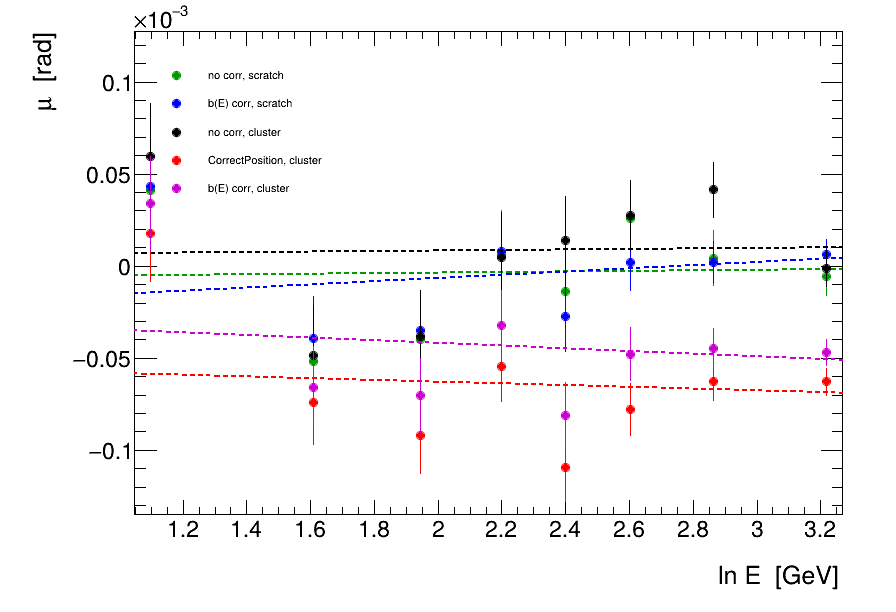 ×10⁻³
μ [rad]
0.1
0.05
0
−0.05
−0.1
no corr, scratch
b(E) corr, scratch
no corr, cluster
CorrectPosition, cluster
b(E) corr, cluster
1.2 1.4 1.6 1.8 2 2.2 2.4 2.6 2.8 3 3.2
ln E [GeV]